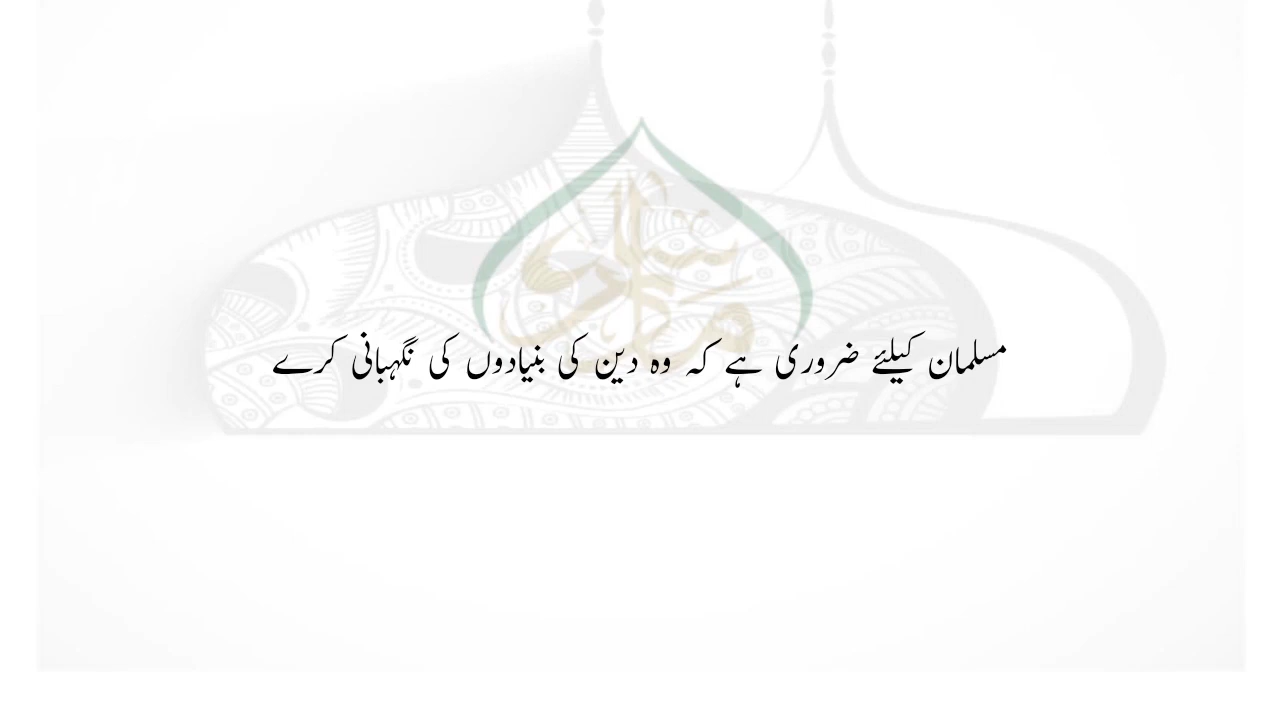 مسلمان کیلئے ضروری ہے کہ وہ دین کی بنیادوں کی نگہبانی کرے